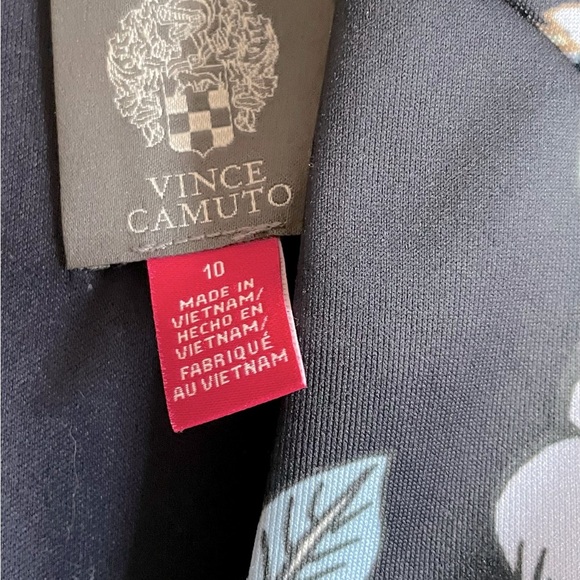 VINCE
CAMUTO
10
MADE IN
VIETNAM/
HECHO EN
VIETNAM/
FABRIQUÉ
AU VIETNAM